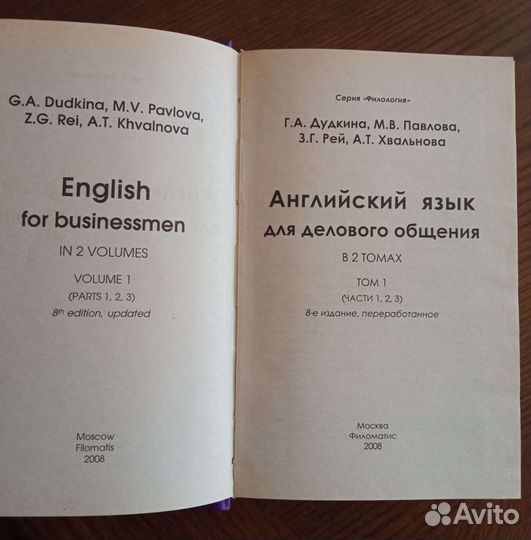 G.A. Dudkina, M.V. Pavlova,
Z.G. Rei, A.T. Khvalnova
English
for businessmen
IN 2 VOLUMES
VOLUME 1
(PARTS 1, 2, 3)
8th edition, updated
Moscow
Filomatis
2008
Серия «Филология»
Г.А. Дудкина, М.В. Павлова,
З.Г. Рей, А.Т. Хвальнова
Английский язык
для делового общения
В 2 ТОМАХ
ТОМ 1
(ЧАСТИ 1, 2, 3)
8-е издание, переработанное
Москва
Филоматис
2008
Avito